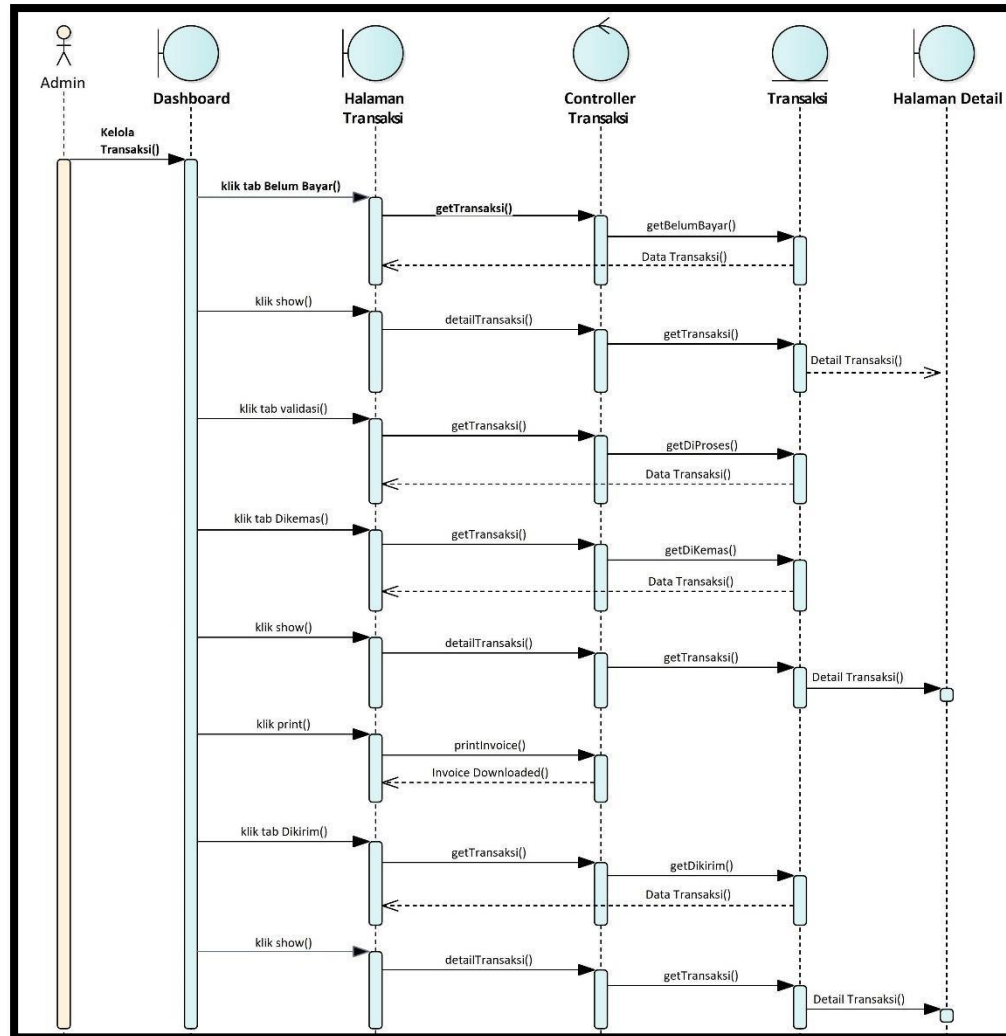 Admin
Dashboard
Halaman
Transaksi
Controller
Transaksi
Transaksi
Halaman Detail
Kelola
Transaksi()
klik tab Belum Bayar()
getTransaksi()
getBelumBayar()
Data Transaksi()
klik show()
detailTransaksi()
getTransaksi()
Detail Transaksi()
klik tab validasi()
getTransaksi()
getDiProses()
Data Transaksi()
klik tab Dikemas()
getTransaksi()
getDiKemas()
Data Transaksi()
klik show()
detailTransaksi()
getTransaksi()
Detail Transaksi()
klik print()
printInvoice()
Invoice Downloaded()
klik tab Dikirim()
getTransaksi()
getDikirim()
Data Transaksi()
klik show()
detailTransaksi()
getTransaksi()
Detail Transaksi()